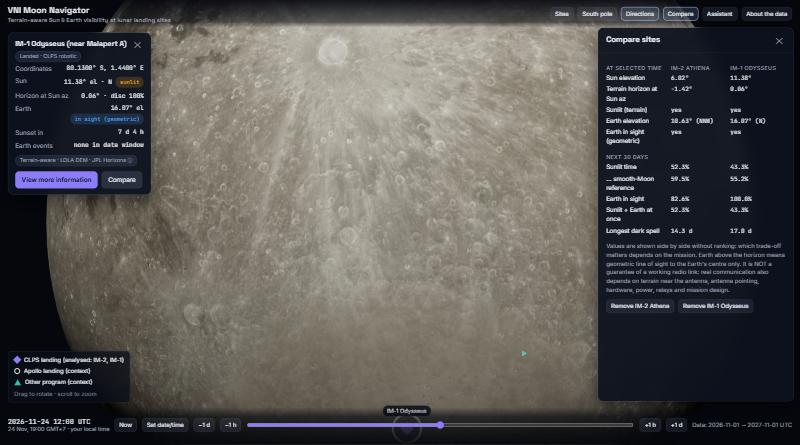 VNI Moon Navigator
Terrain-aware Sun & Earth visibility at lunar landing sites
Sites
South pole
Directions
Compare
Assistant
About the data
IM-1 Odysseus (near Malapert A)
Landed · CLPS robotic
Coordinates 80.1300° S, 1.4400° E
Sun 11.38° el · N sunlit
Horizon at Sun az 0.06° · disc 100%
Earth 16.07° el
in sight (geometric)
Sunset in 7 d 4 h
Earth events none in data window
Terrain-aware · LOLA DEM · JPL Horizons
View more information
Compare
Compare sites
AT SELECTED TIME IM-2 ATHENA IM-1 ODYSSEUS
Sun elevation 6.02° 11.38°
Terrain horizon at Sun az -1.42° 0.06°
Sunlit (terrain) yes yes
Earth elevation 10.63° (NNW) 16.07° (N)
Earth in sight (geometric) yes yes
NEXT 30 DAYS
Sunlit time 52.3% 43.3%
… smooth-Moon reference 59.5% 55.2%
Earth in sight 82.6% 100.0%
Sunlit + Earth at once 52.3% 43.3%
Longest dark spell 14.3 d 17.0 d
Values are shown side by side without ranking: which trade-off
matters depends on the mission. Earth above the horizon means
geometric line of sight to the Earth's centre only. It is NOT a
guarantee of a working radio link: real communication also
depends on terrain near the antenna, antenna pointing,
hardware, power, relays and mission design.
Remove IM-2 Athena
Remove IM-1 Odysseus
CLPS landing (analysed: IM-2, IM-1)
Apollo landing (context)
Other program (context)
Drag to rotate · scroll to zoom
IM-1 Odysseus
2026-11-24 12:00 UTC
24 Nov, 19:00 GMT+7 · your local time
Now
Set date/time
−1 d
−1 h
+1 h
+1 d
Data: 2026-11-01 → 2027-11-01 UTC